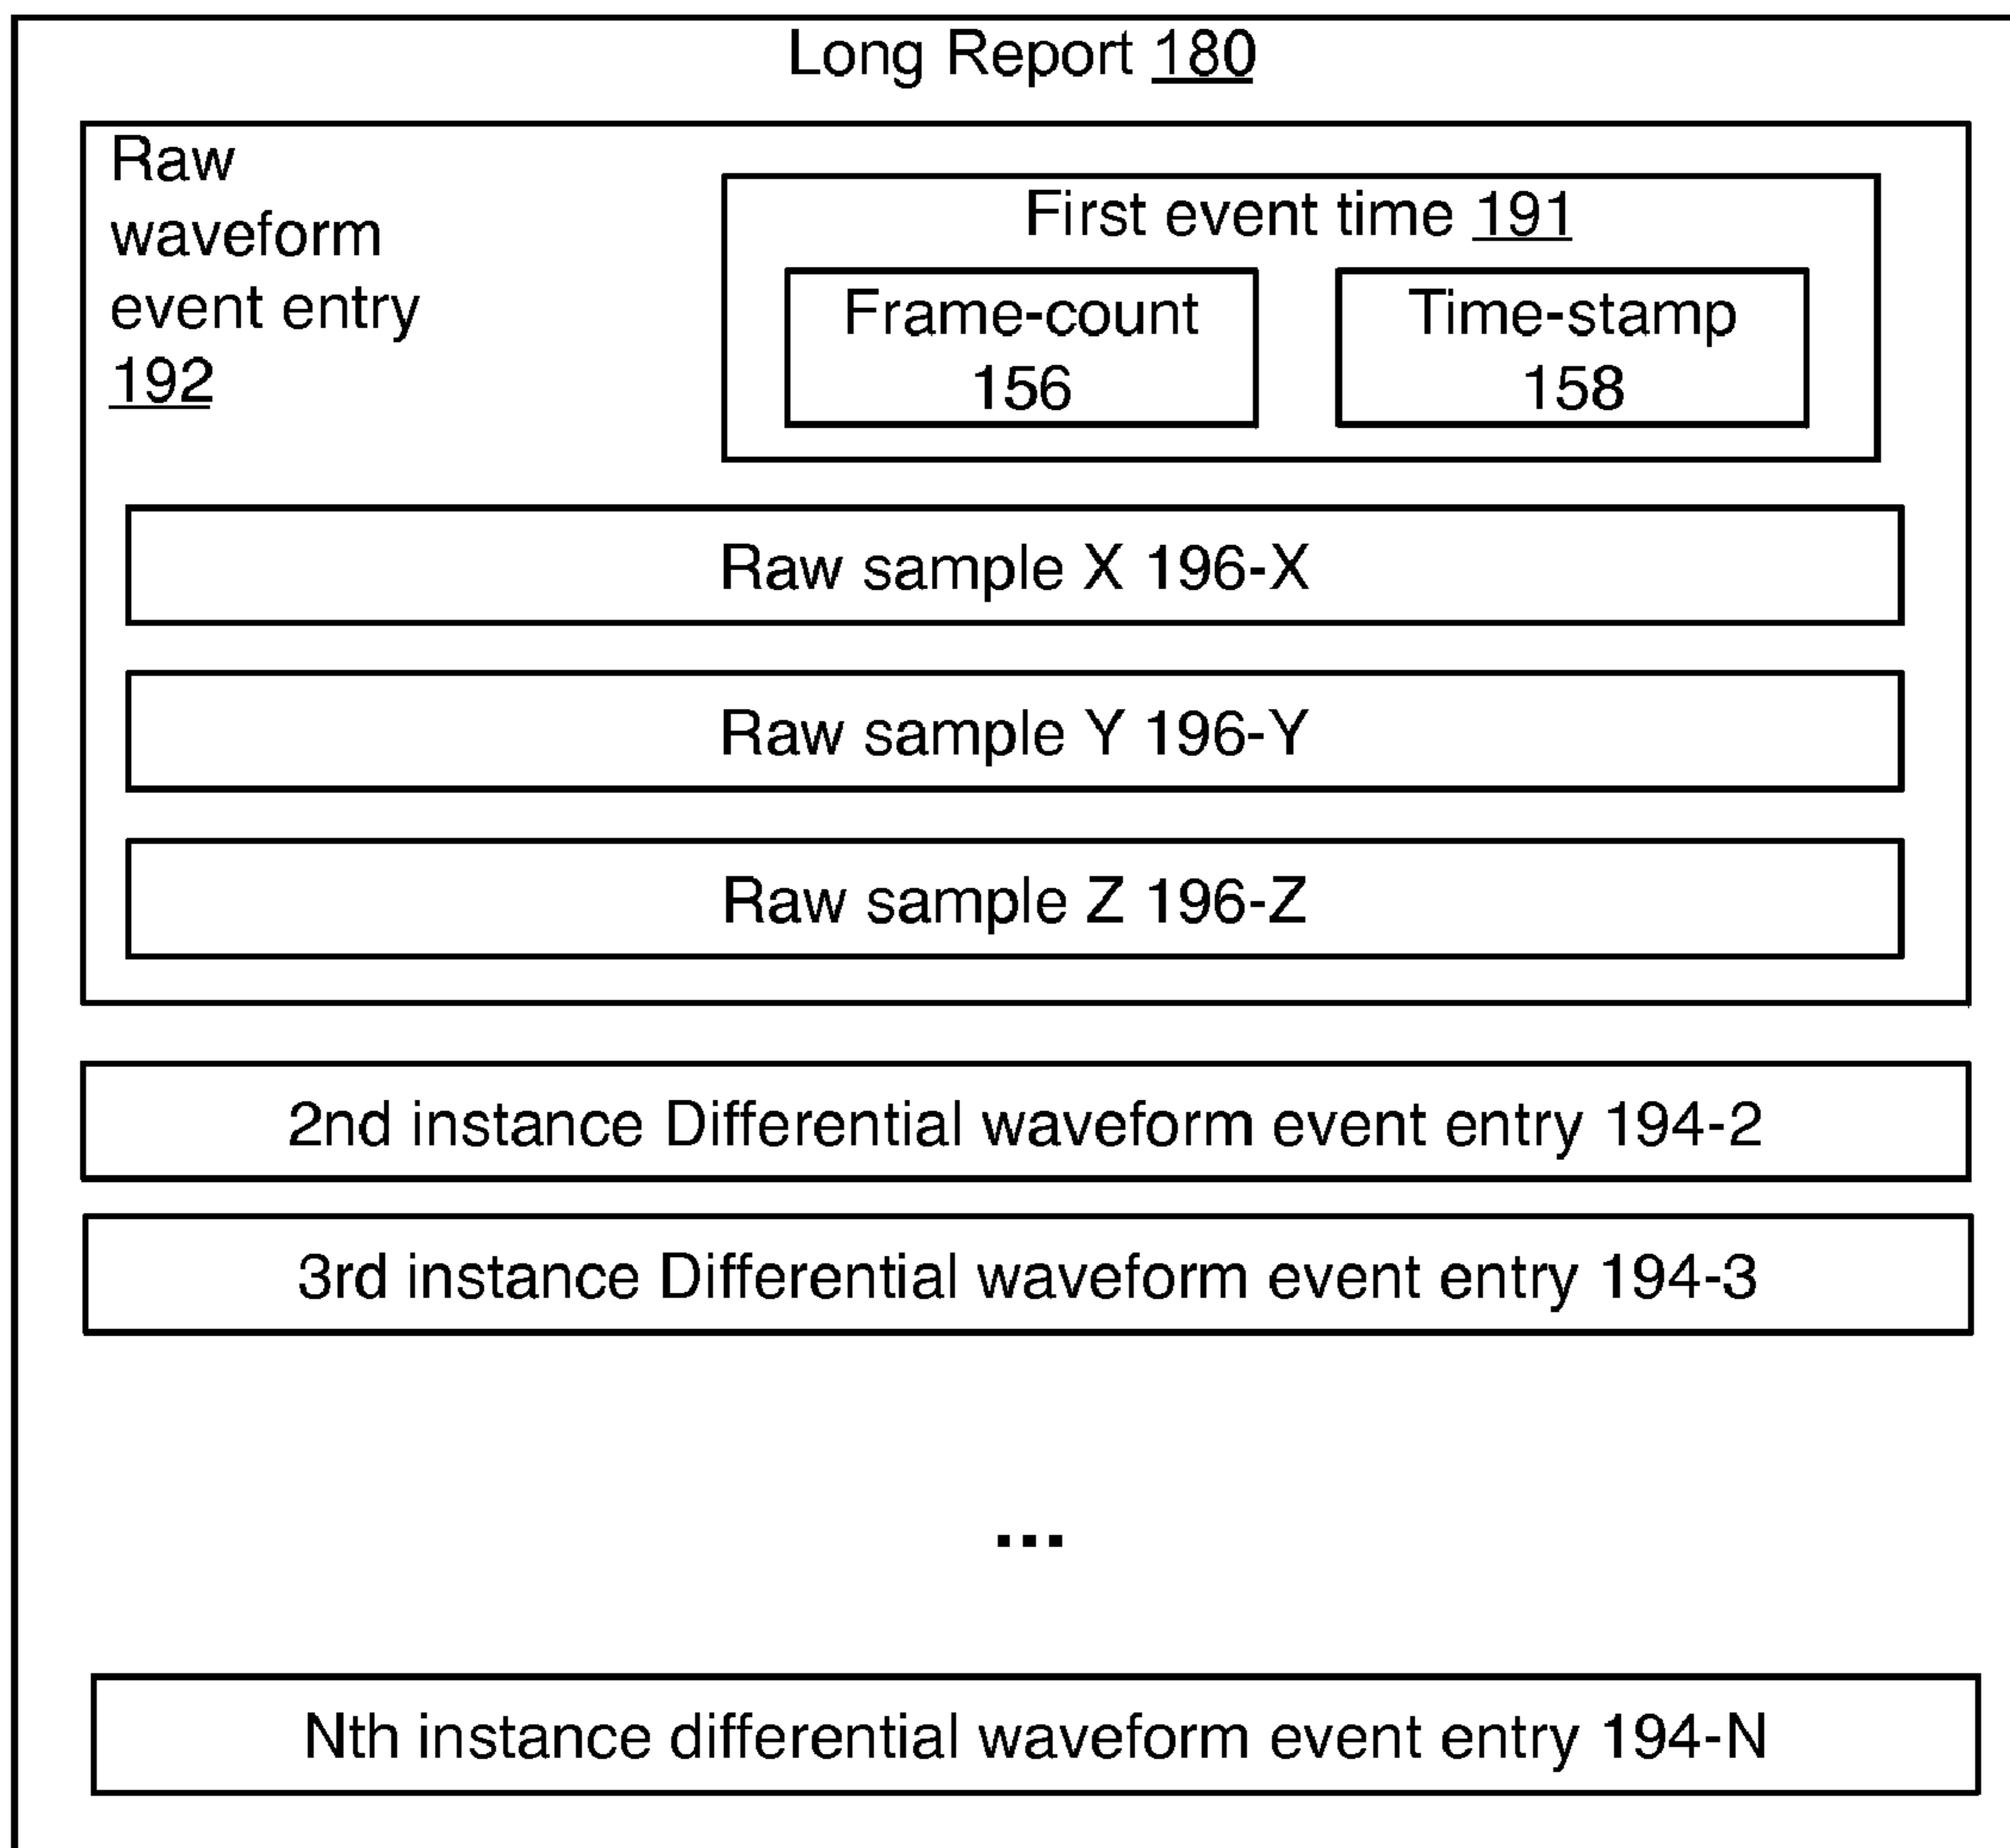 Long Report 180
Raw
waveform
event entry
192
First event time 191
Frame-count
156
Time-stamp
158
Raw sample X 196-X
Raw sample Y 196-Y
Raw sample Z 196-Z
2nd instance Differential waveform event entry 194-2
3rd instance Differential waveform event entry 194-3
...
Nth instance differential waveform event entry 194-N